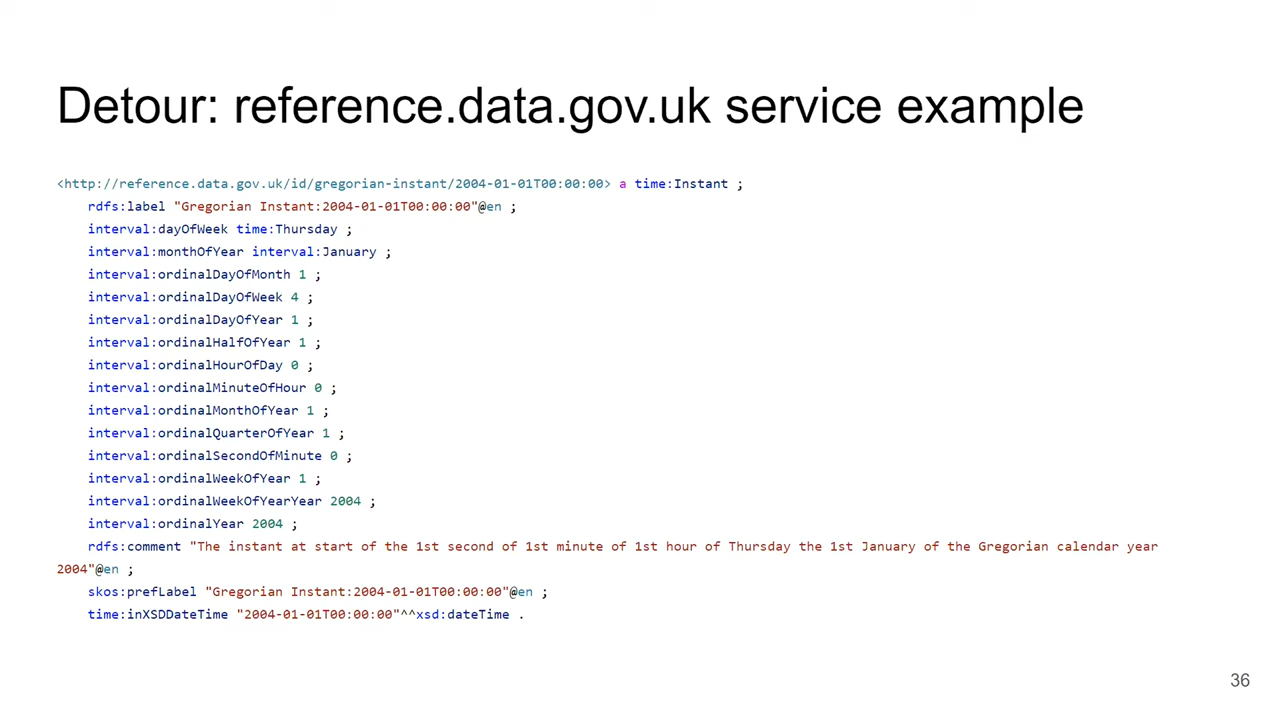 Detour: reference.data.gov.uk service example
<http://reference.data.gov.uk/id/gregorian-instant/2004-01-01T00:00:00> a time:Instant ;
rdfs:label "Gregorian Instant:2004-01-01T00:00:00"@en ;
interval:dayOfWeek time:Thursday ;
interval:monthOfYear interval:January ;
interval:ordinalDayOfMonth 1 ;
interval:ordinalDayOfWeek 4 ;
interval:ordinalDayOfYear 1 ;
interval:ordinalHalfOfYear 1 ;
interval:ordinalHourOfDay 0 ;
interval:ordinalMinuteOfHour 0 ;
interval:ordinalMonthOfYear 1 ;
interval:ordinalQuarterOfYear 1 ;
interval:ordinalSecondOfMinute 0 ;
interval:ordinalWeekOfYear 1 ;
interval:ordinalWeekOfYearYear 2004 ;
interval:ordinalYear 2004 ;
rdfs:comment "The instant at start of the 1st second of 1st minute of 1st hour of Thursday the 1st January of the Gregorian calendar year
2004"@en ;
skos:prefLabel "Gregorian Instant:2004-01-01T00:00:00"@en ;
time:inXSDDateTime "2004-01-01T00:00:00"^^xsd:dateTime .
36